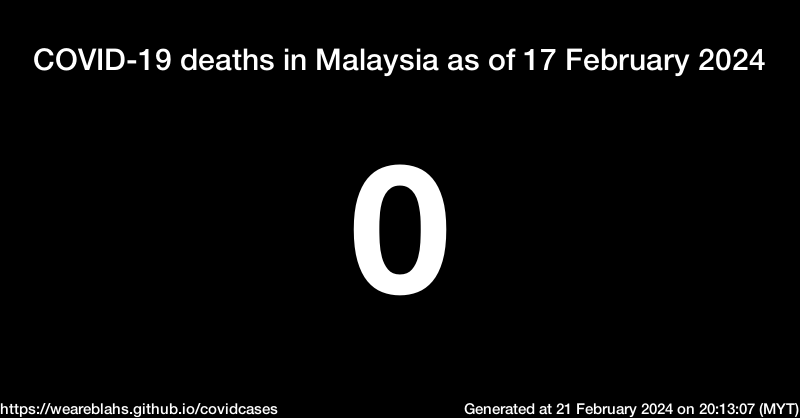 COVID-19 deaths in Malaysia as of 17 February 2024
0
https://weareblahs.github.io/covidcases
Generated at 21 February 2024 on 20:13:07 (MYT)